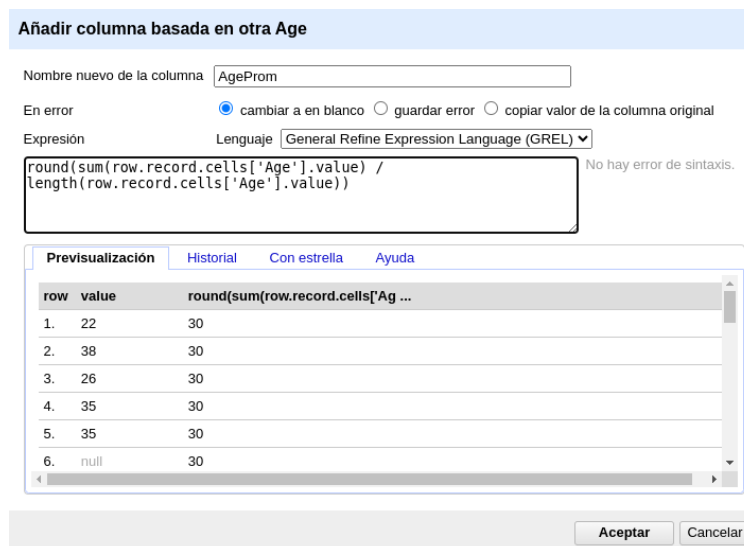 Añadir columna basada en otra Age
Nombre nuevo de la columna AgeProm
En error cambiar a en blanco guardar error copiar valor de la columna original
Expresión Lenguaje General Refine Expression Language (GREL)
round(sum(row.record.cells['Age'].value) /
length(row.record.cells['Age'].value))
No hay error de sintaxis.
Previsualización Historial Con estrella Ayuda
row value round(sum(row.record.cells['Ag ...
1. 22 30
2. 38 30
3. 26 30
4. 35 30
5. 35 30
6. null 30
Aceptar Cancelar